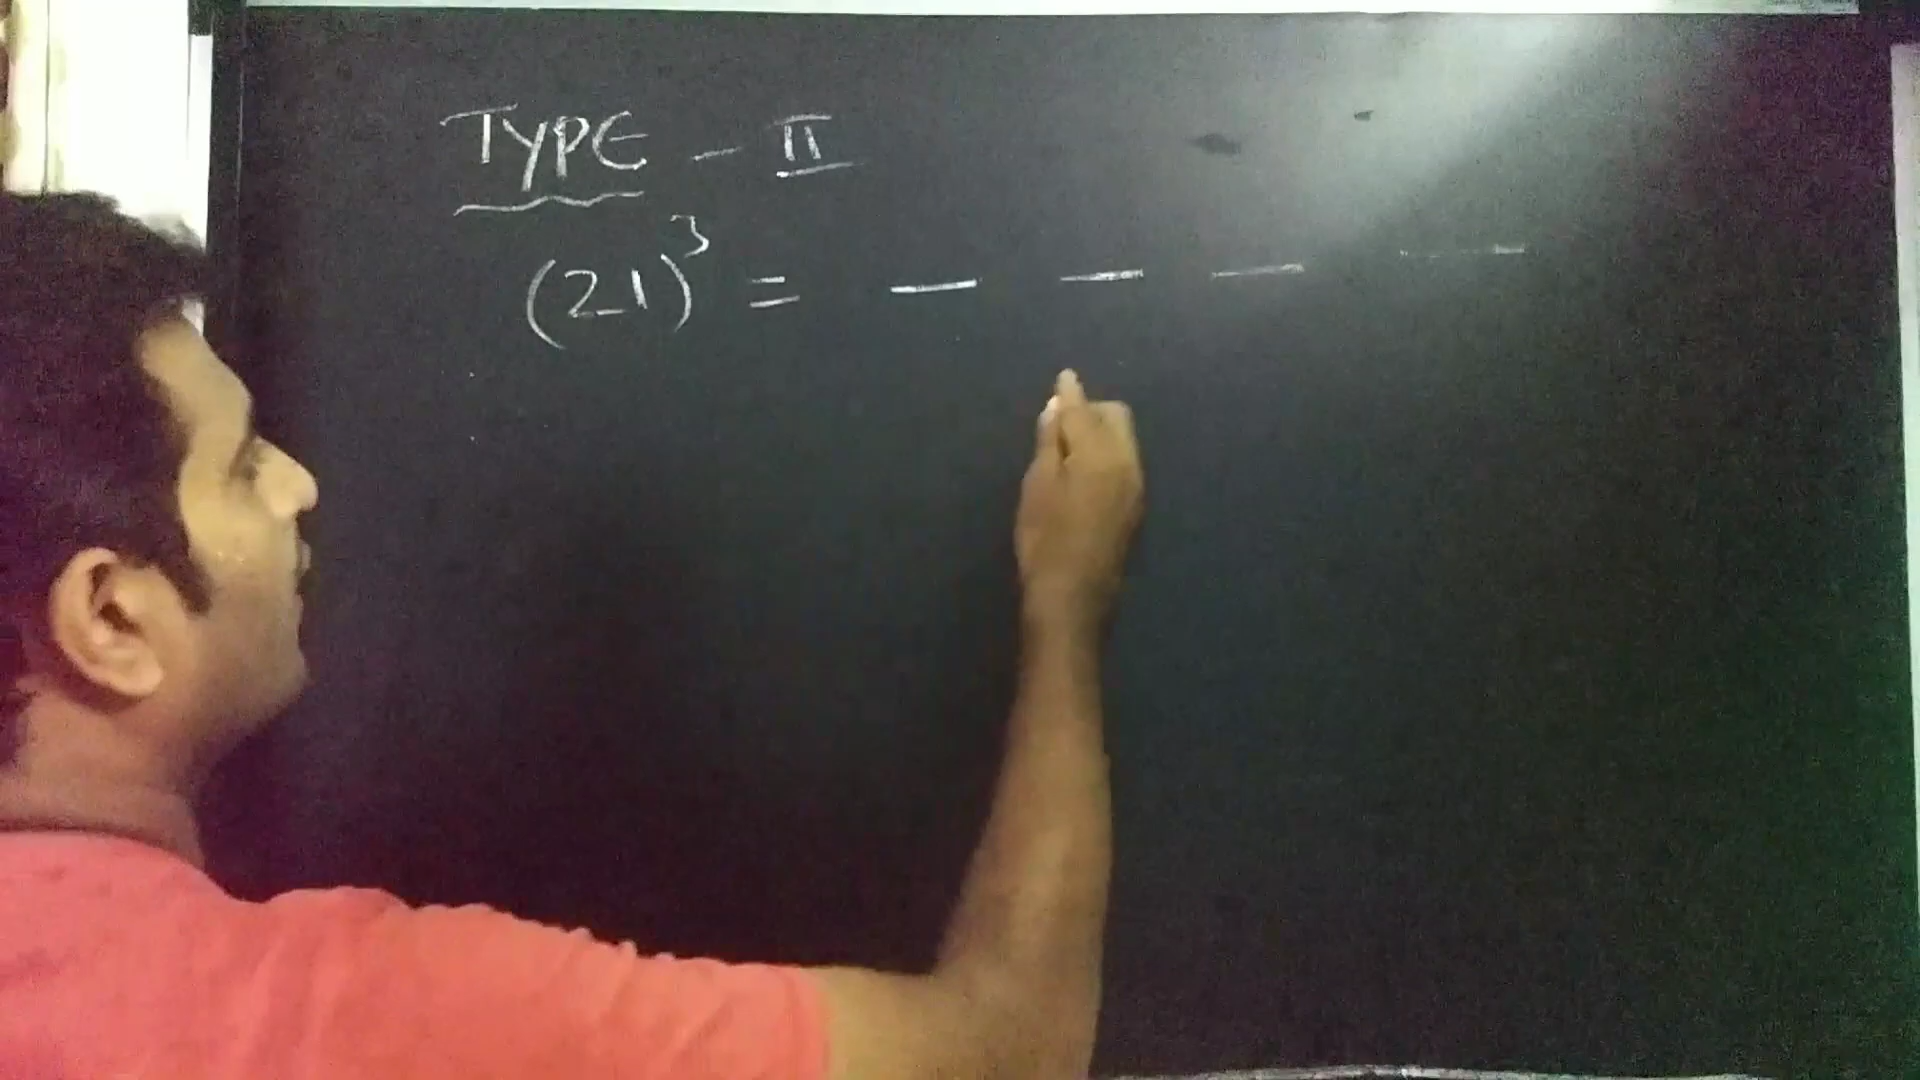 TYPE - II
(21)³ = _ _ _ _